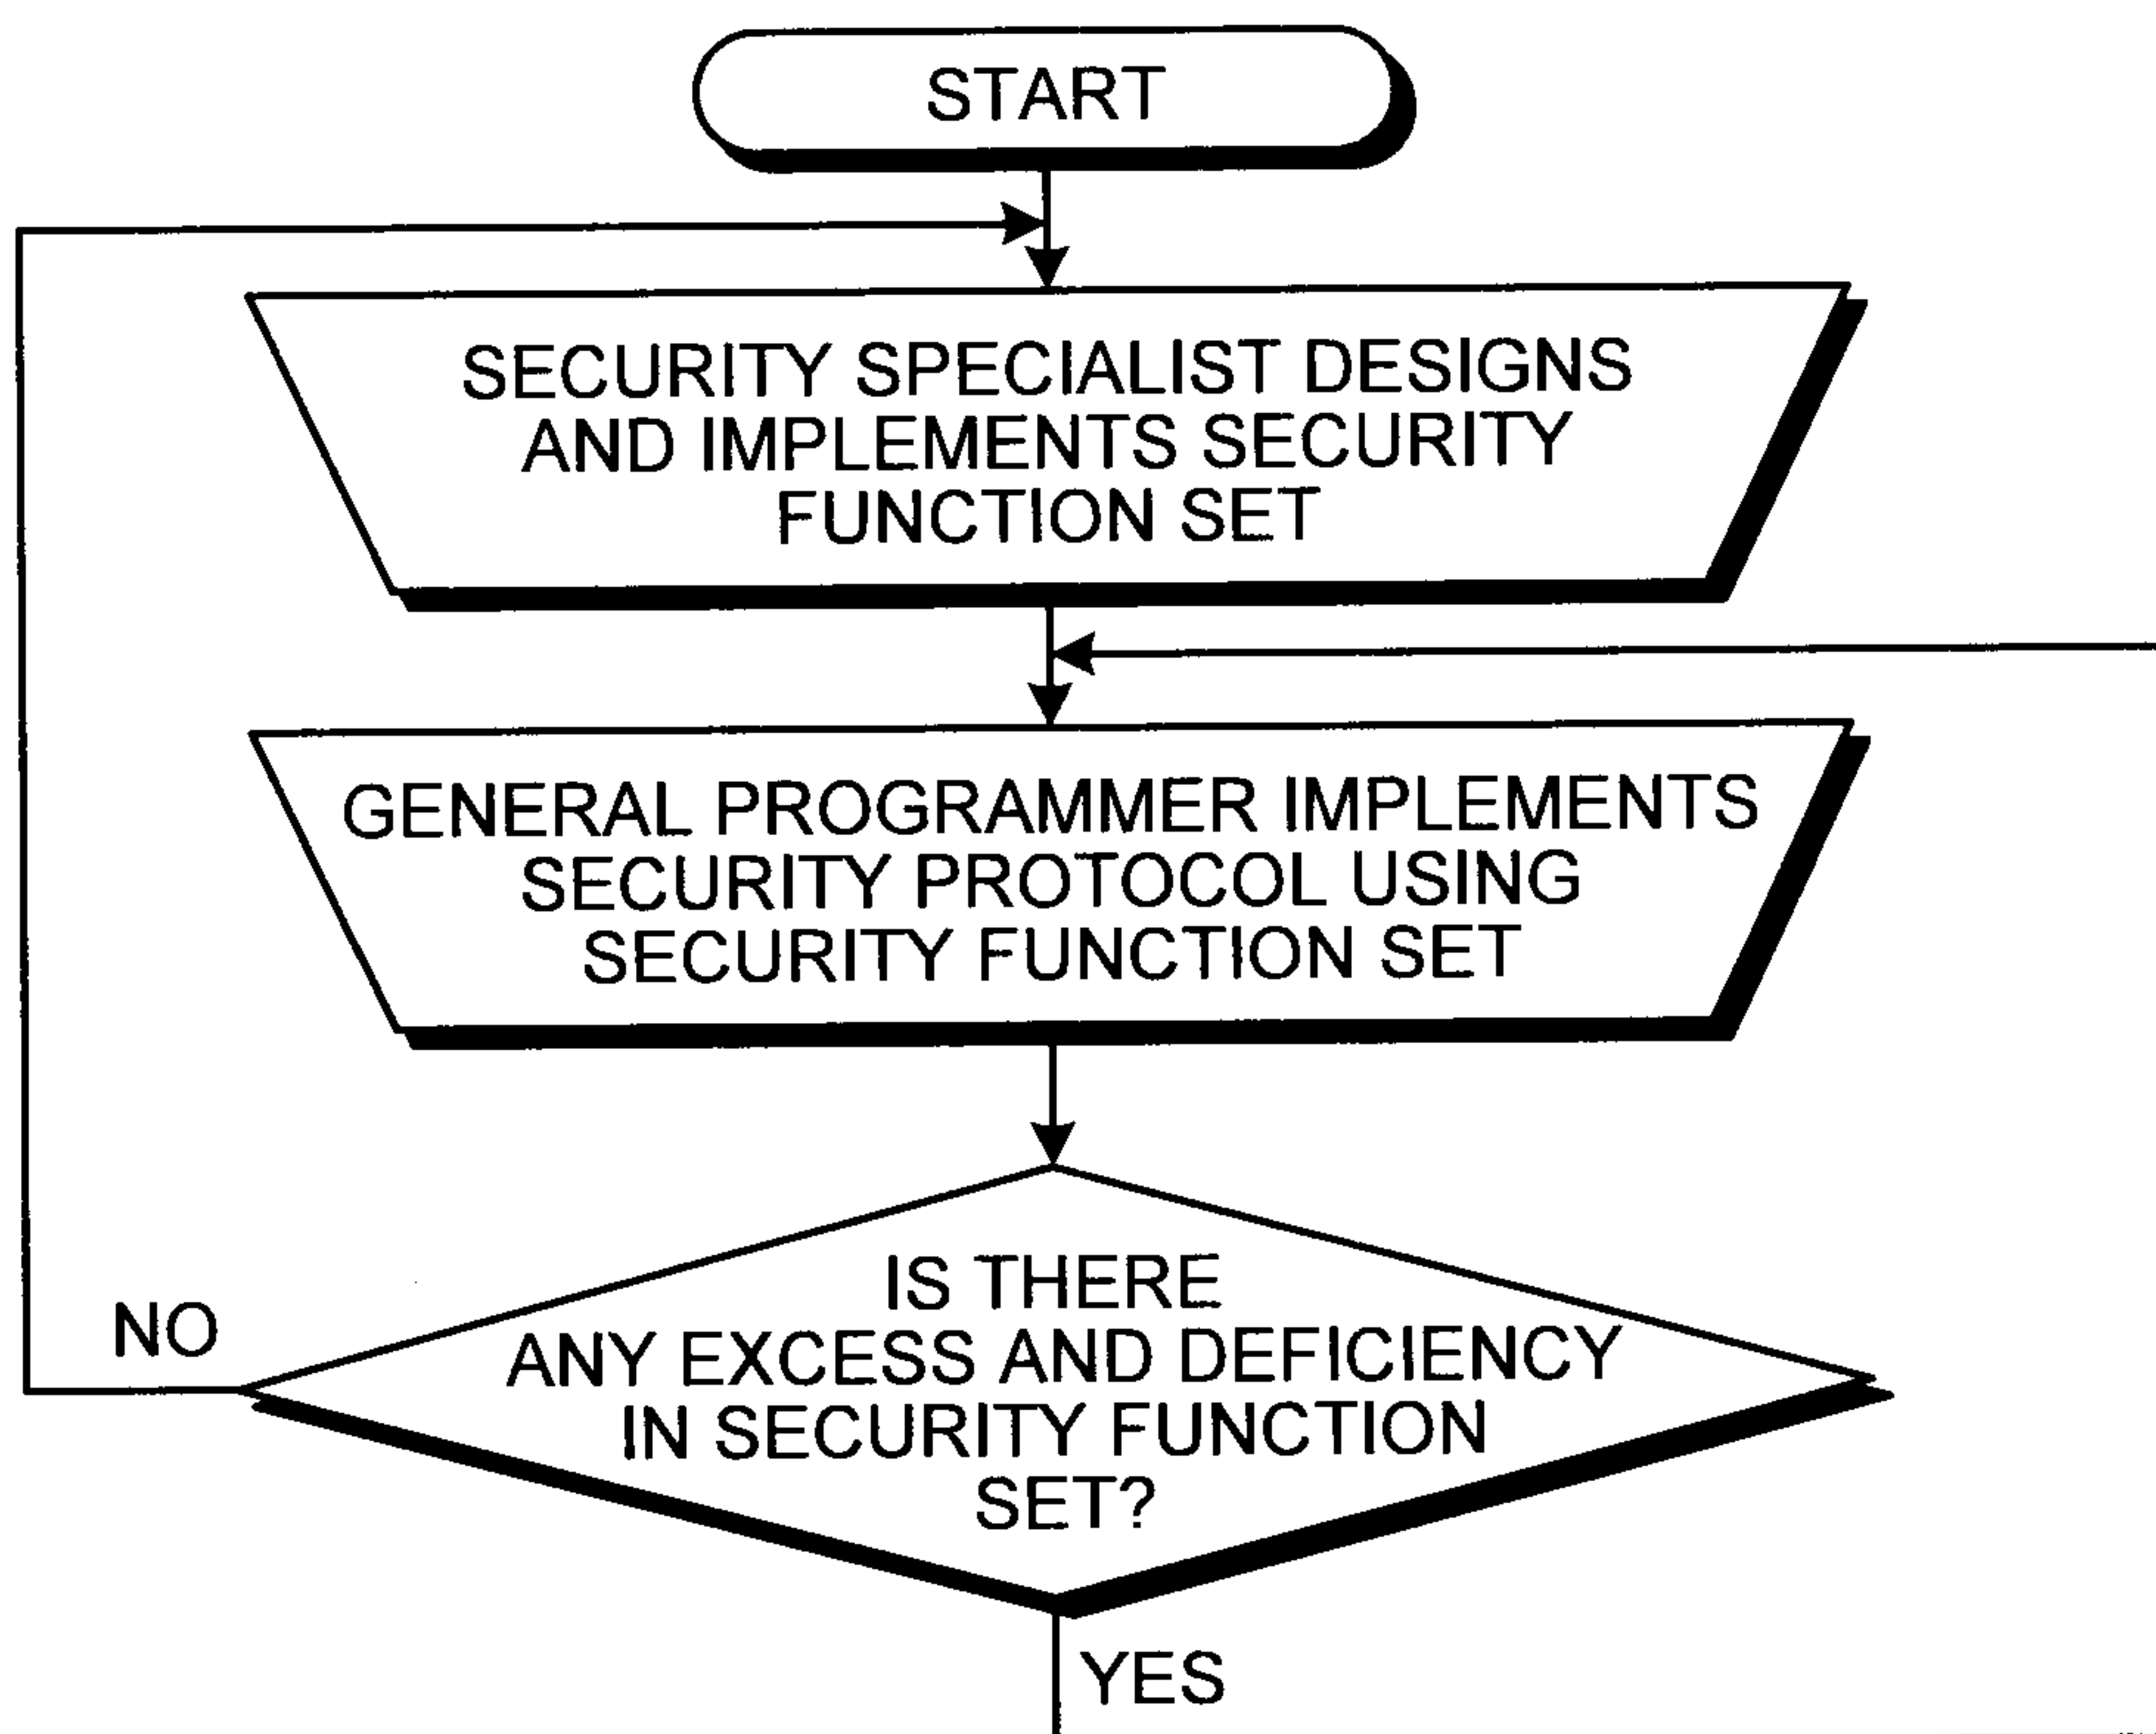 START
SECURITY SPECIALIST DESIGNS
AND IMPLEMENTS SECURITY
FUNCTION SET
GENERAL PROGRAMMER IMPLEMENTS
SECURITY PROTOCOL USING
SECURITY FUNCTION SET
IS THERE
ANY EXCESS AND DEFICIENCY
IN SECURITY FUNCTION
SET?
NO
YES